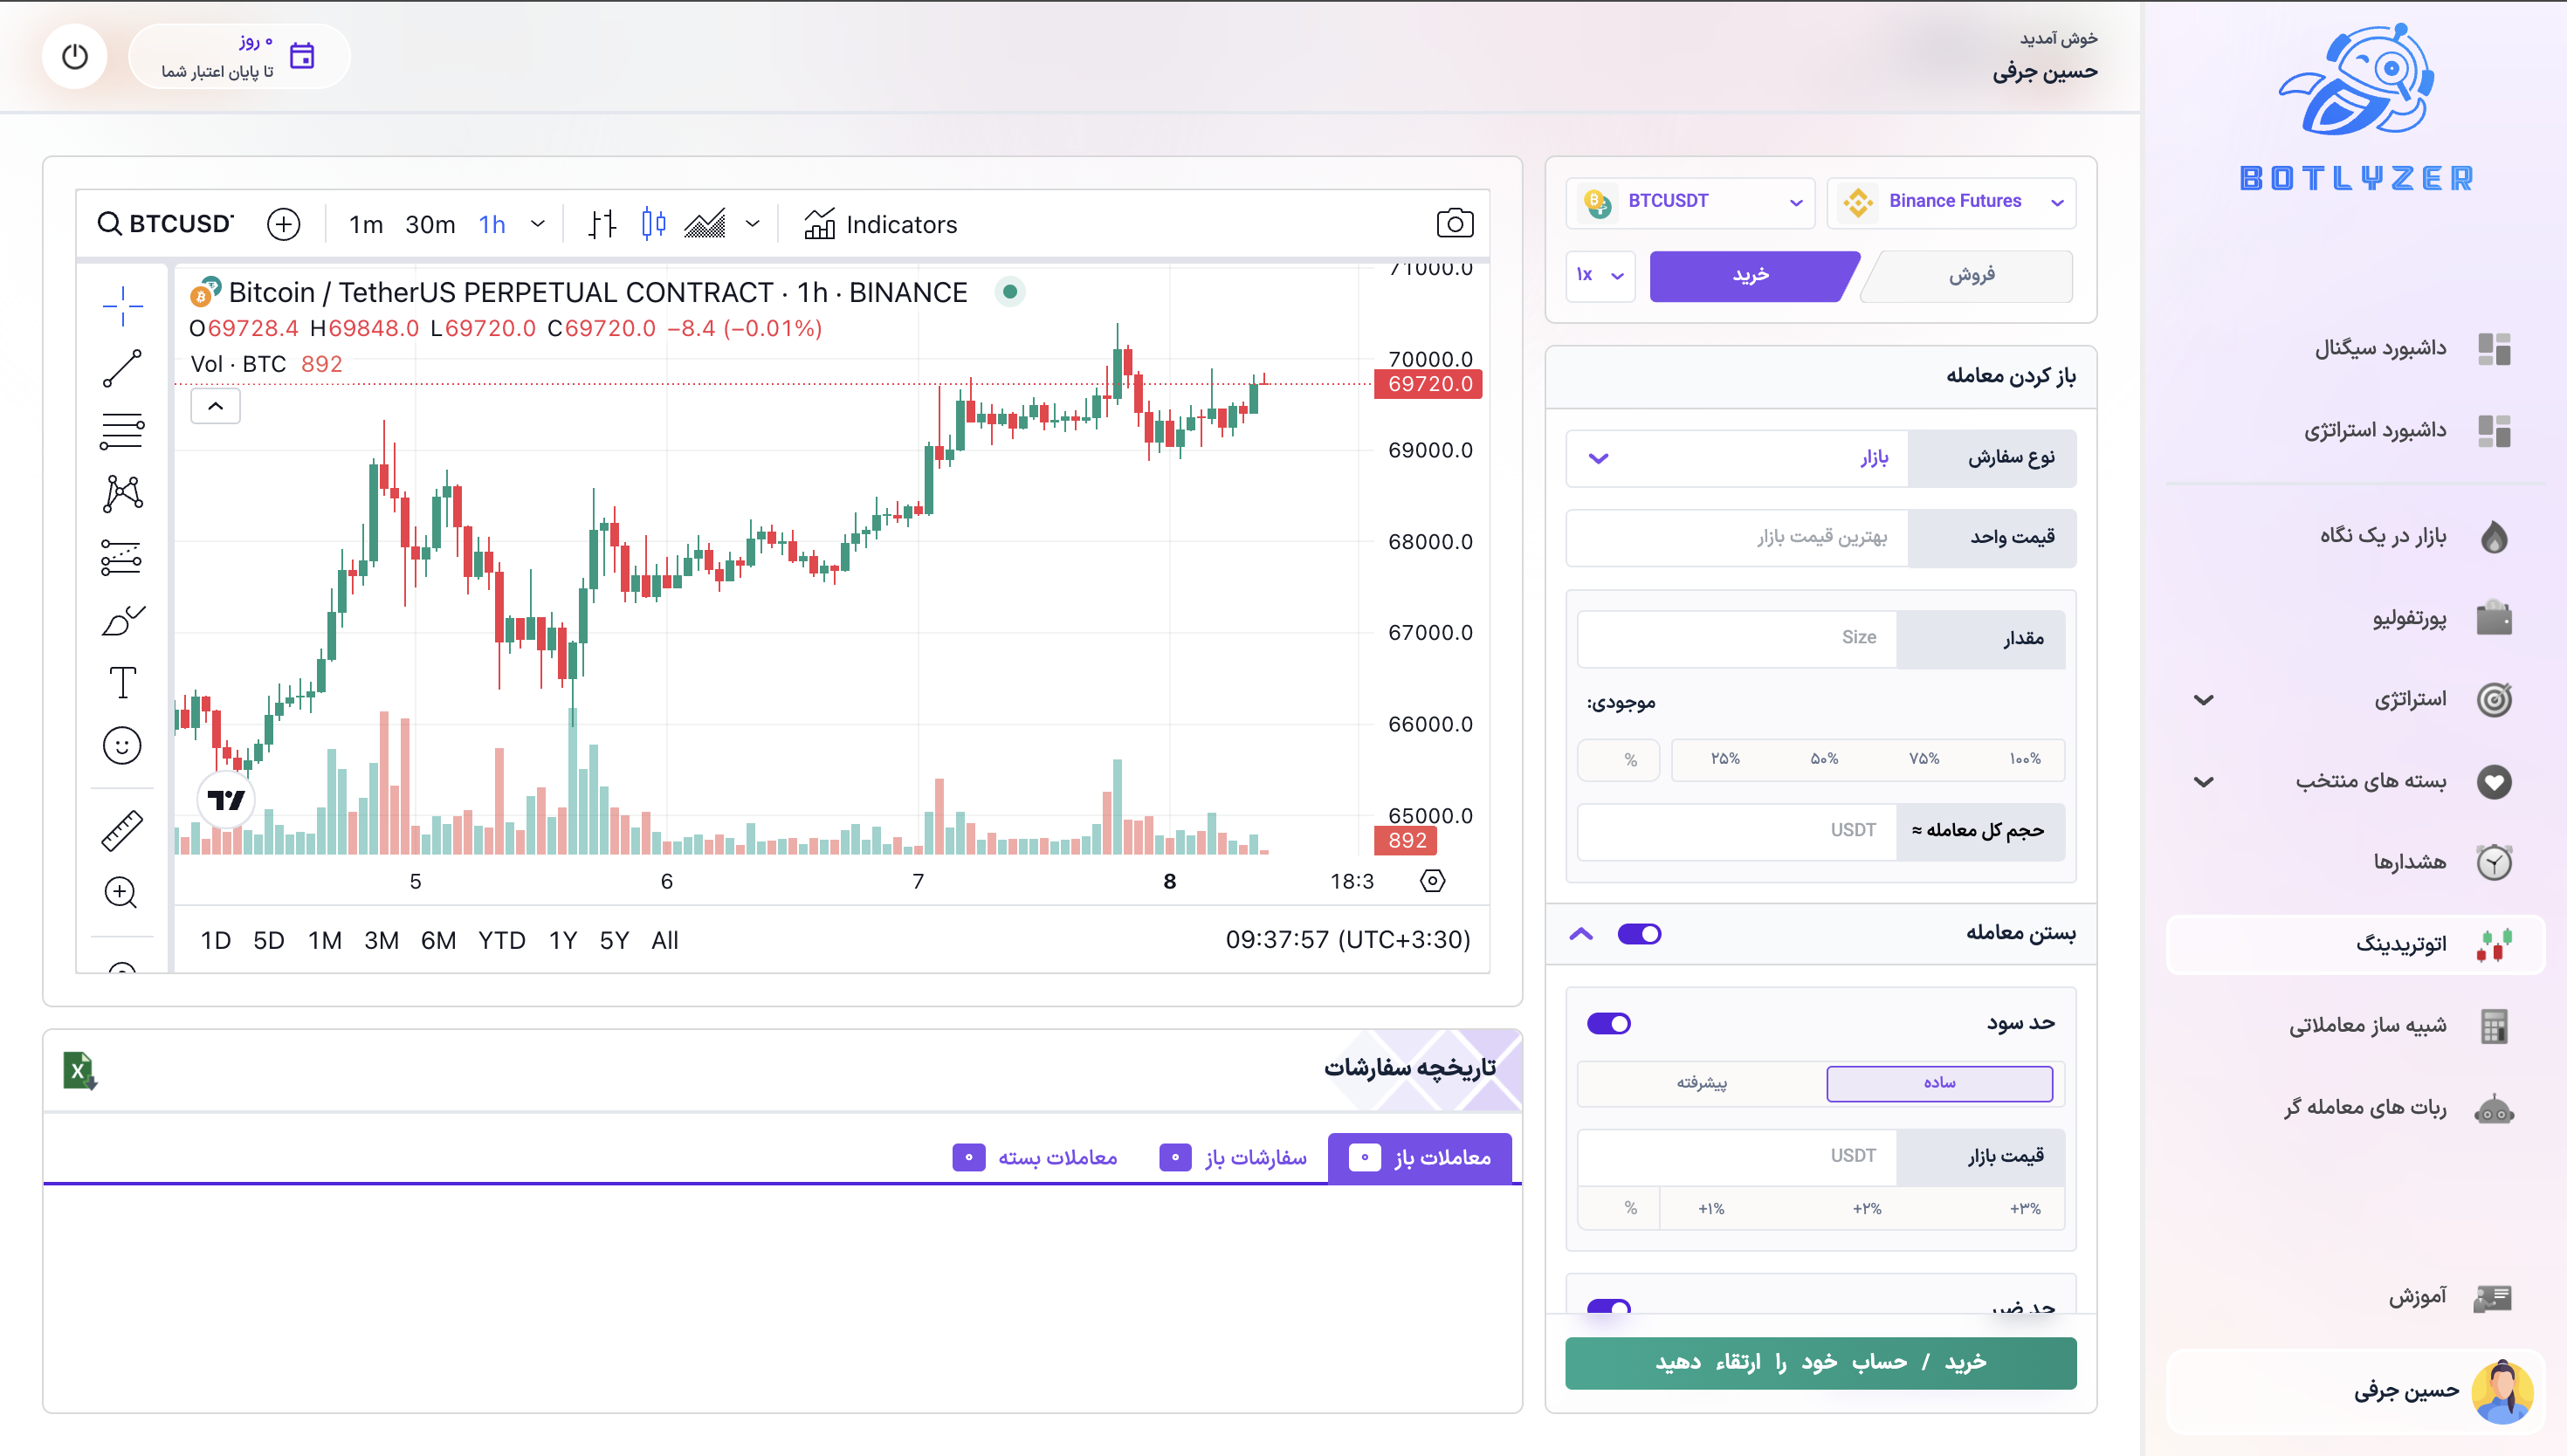 BOTLYZER
داشبورد سیگنال
داشبورد استراتژی
بازار در یک نگاه
پورتفولیو
استراتژی
بسته های منتخب
هشدارها
اتوتریدینگ
شبیه ساز معاملاتی
ربات های معامله گر
آموزش
حسین جرفی
خوش آمدید
حسین جرفی
۰ روز
تا پایان اعتبار شما
Binance Futures
BTCUSDT
فروش
خرید
1x
باز کردن معامله
نوع سفارش
بازار
قیمت واحد
بهترین قیمت بازار
مقدار
Size
موجودی:
۲۵% ۵۰% ۷۵% ۱۰۰%
%
حجم کل معامله ≈
USDT
بستن معامله
حد سود
ساده
پیشرفته
قیمت بازار
USDT
% +۱% +۲% +۳%
حد ضرر
خرید / حساب خود را ارتقاء دهید
BTCUSDT
1m 30m 1h
Indicators
Bitcoin / TetherUS PERPETUAL CONTRACT · 1h · BINANCE
O69728.4 H69848.0 L69720.0 C69720.0 −8.4 (−0.01%)
Vol · BTC 892
71000.0
70000.0
69720.0
69000.0
68000.0
67000.0
66000.0
65000.0
892
5 6 7 8 18:3
1D 5D 1M 3M 6M YTD 1Y 5Y All
09:37:57 (UTC+3:30)
تاریخچه سفارشات
معاملات باز ۰
سفارشات باز ۰
معاملات بسته ۰